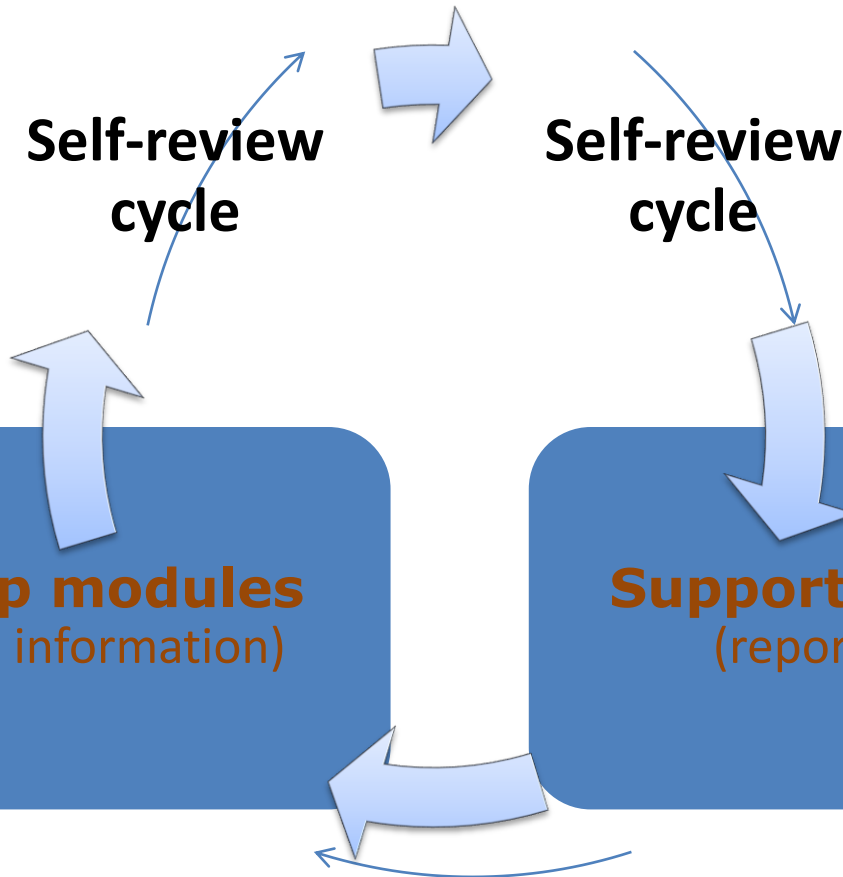 Self-review
cycle
Self-review
cycle
p modules
information)
Support
(repor